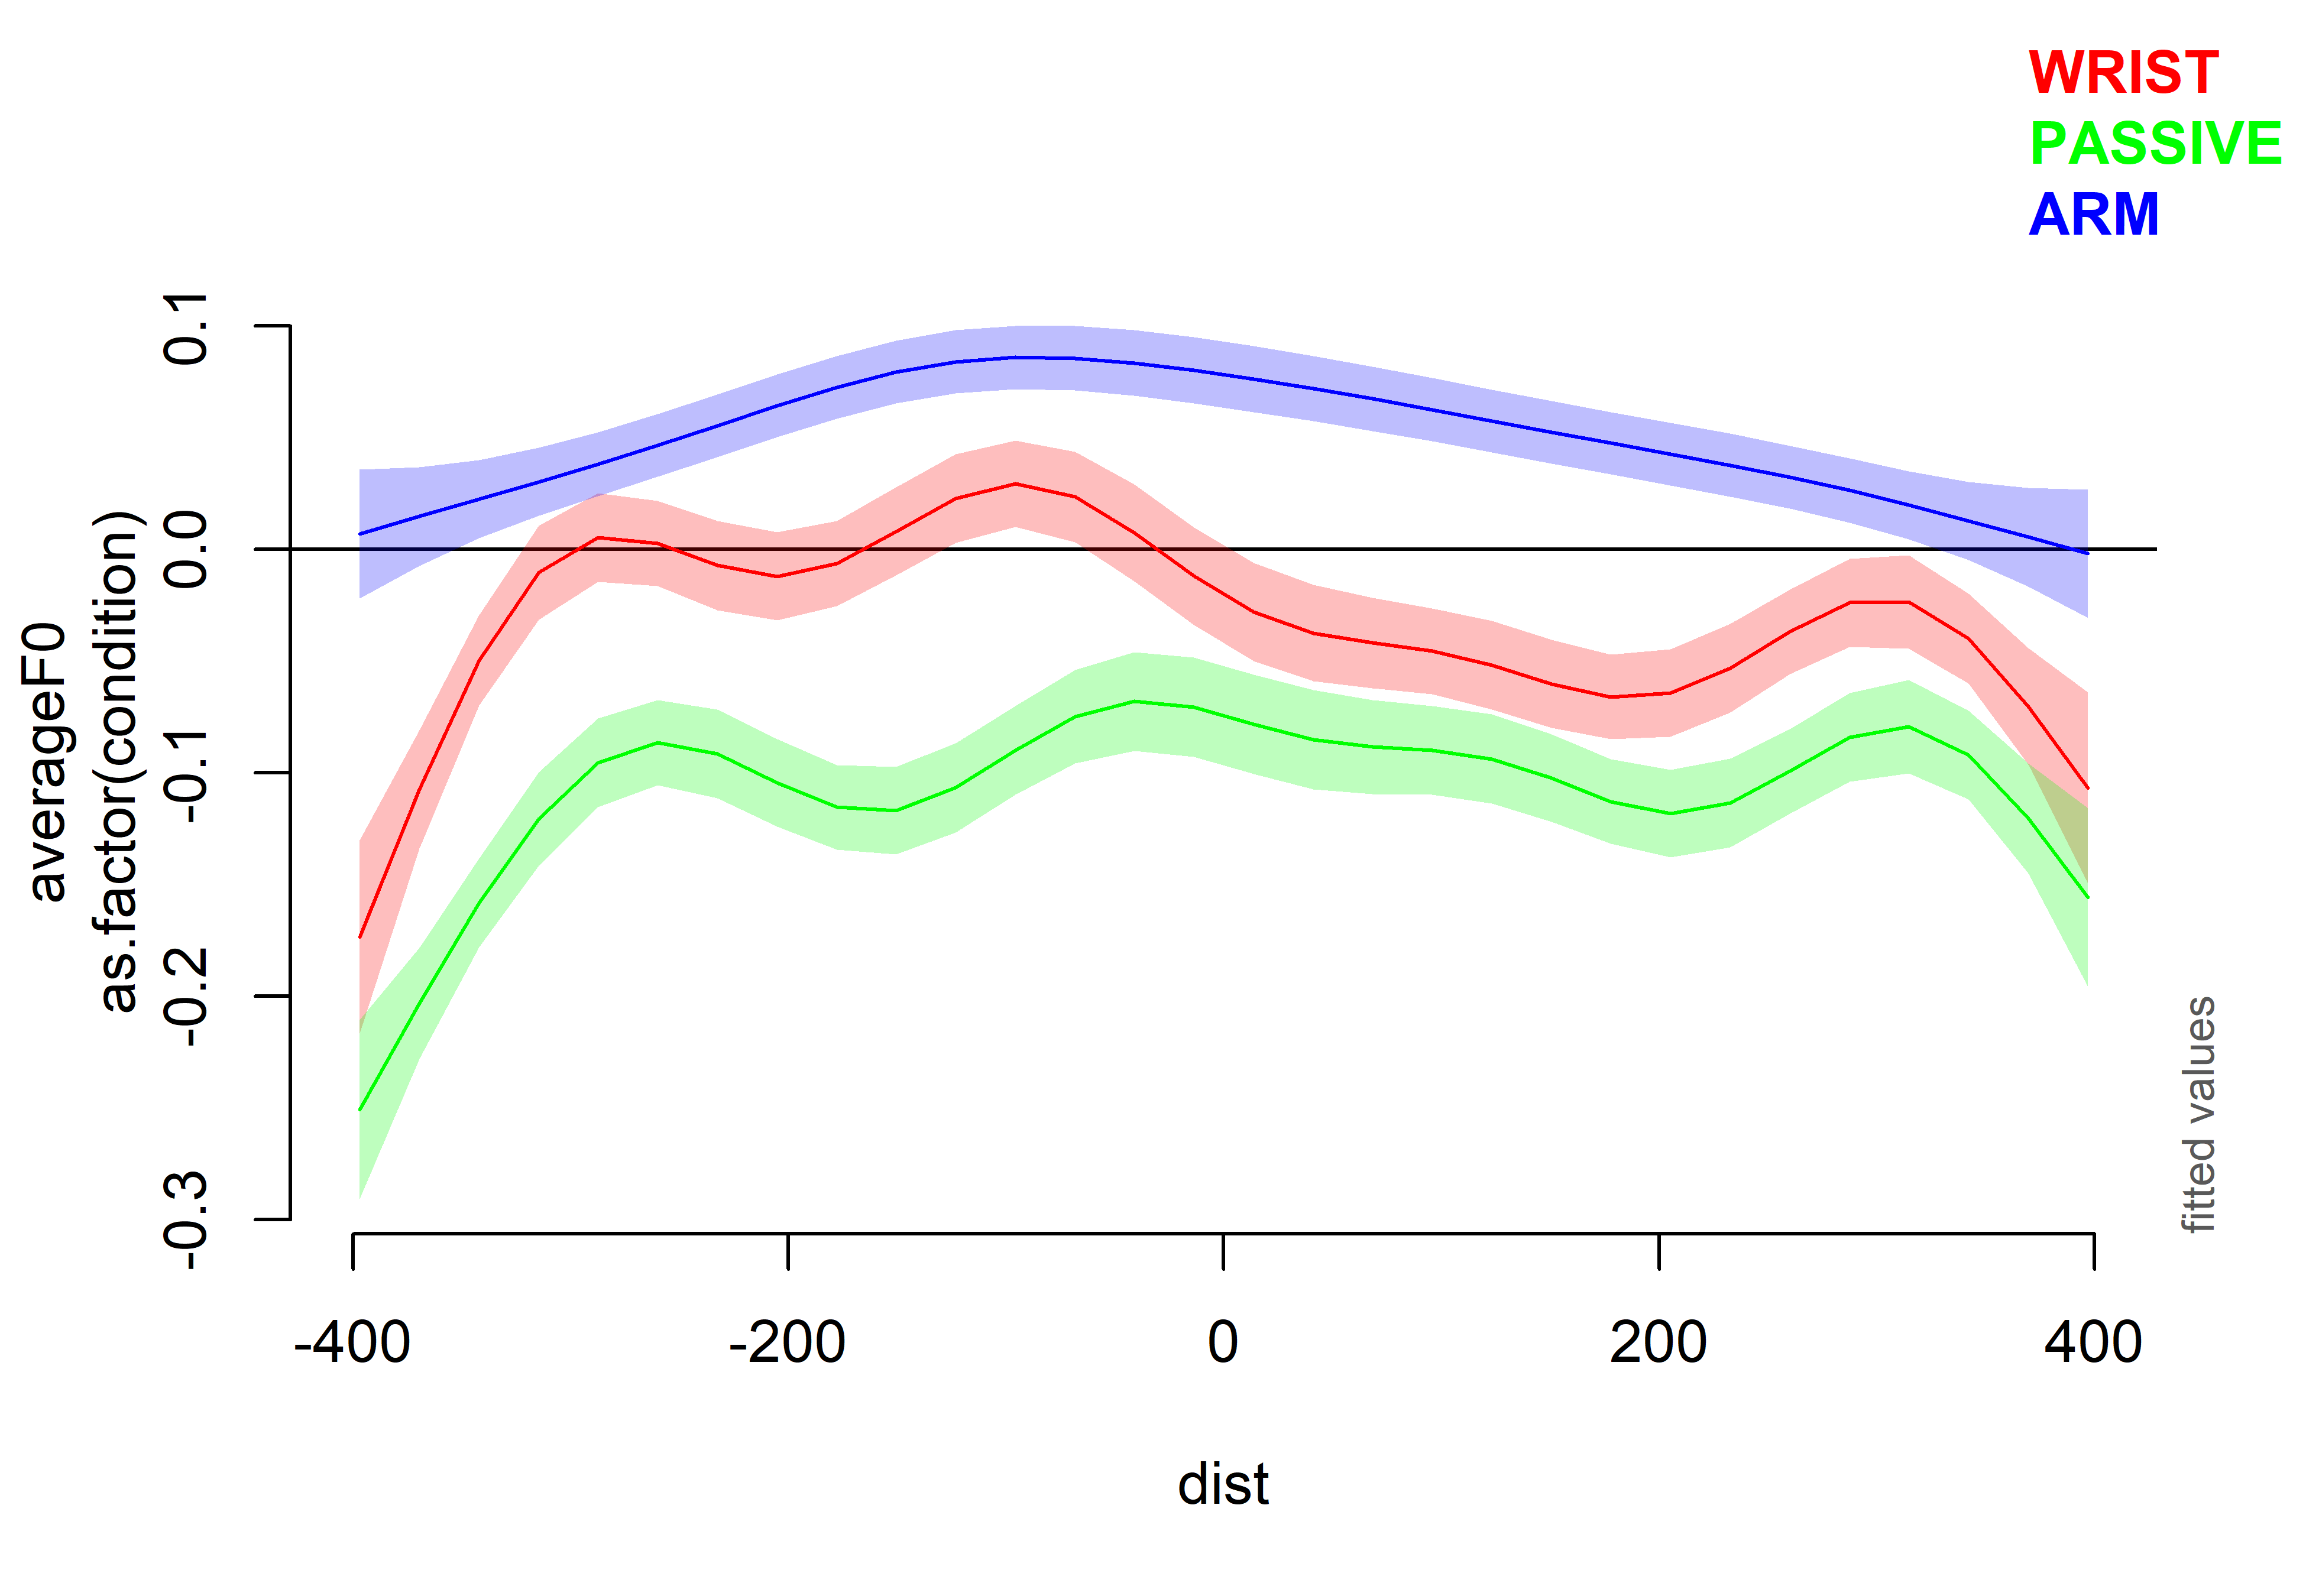 WRIST
PASSIVE
ARM
averageF0
as.factor(condition)
0.1
0.0
-0.1
-0.2
-0.3
-400
-200
0
200
400
dist
fitted values